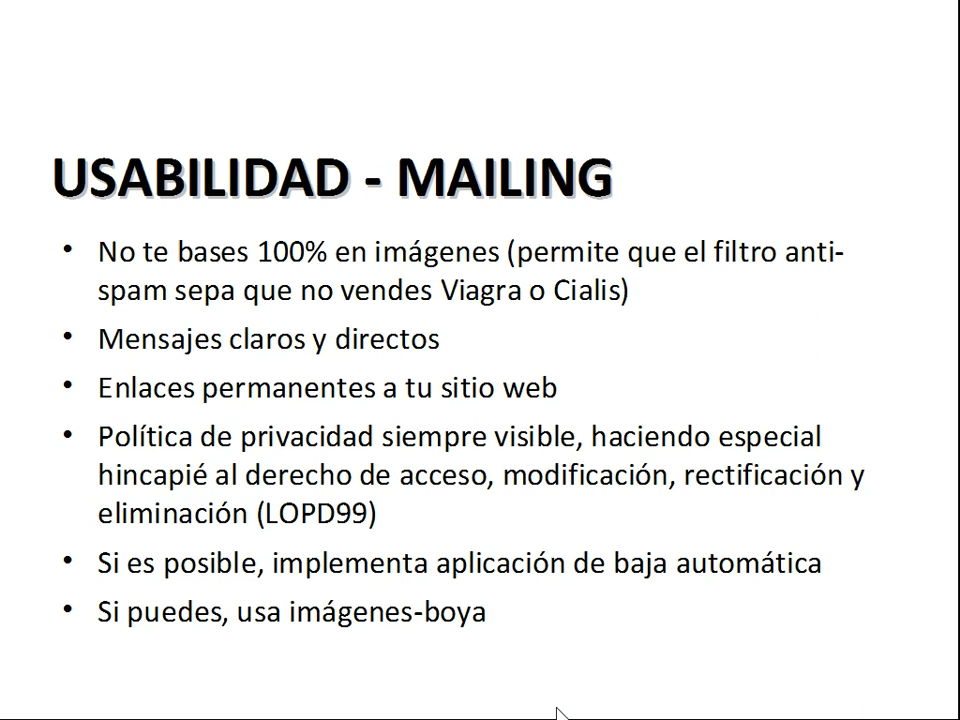 USABILIDAD - MAILING
• No te bases 100% en imágenes (permite que el filtro anti-
spam sepa que no vendes Viagra o Cialis)
• Mensajes claros y directos
• Enlaces permanentes a tu sitio web
• Política de privacidad siempre visible, haciendo especial
hincapié al derecho de acceso, modificación, rectificación y
eliminación (LOPD99)
• Si es posible, implementa aplicación de baja automática
• Si puedes, usa imágenes-boya